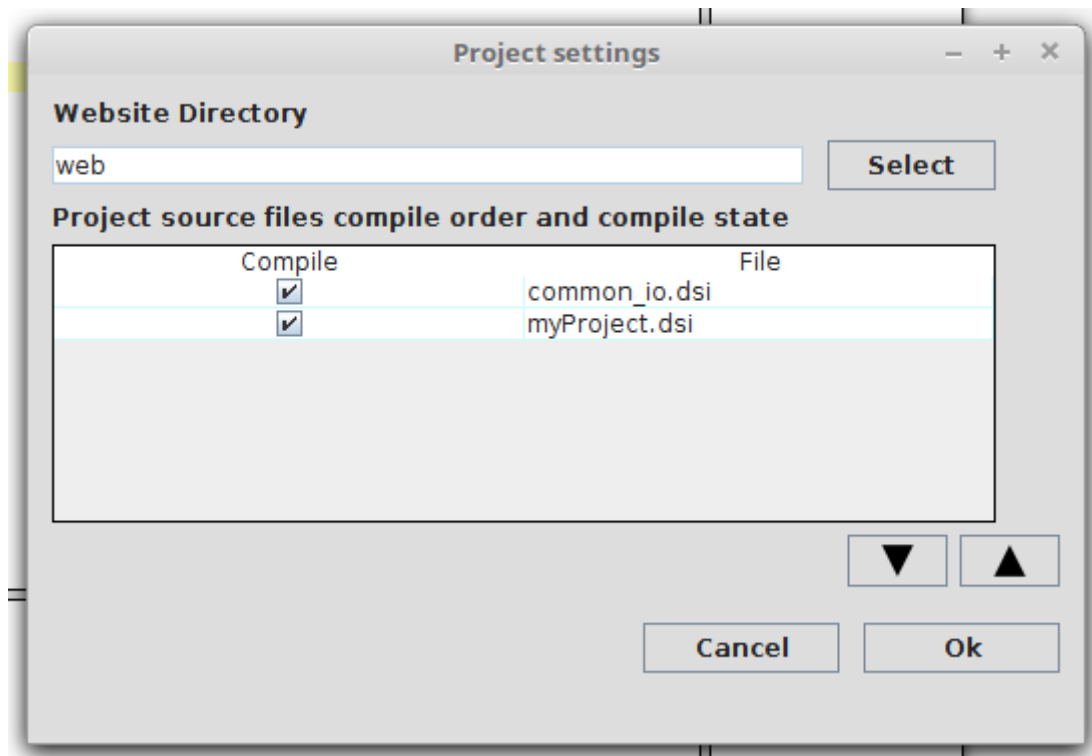 Project settings
Website Directory
web Select
Project source files compile order and compile state
Compile File
common_io.dsi
myProject.dsi
Cancel Ok